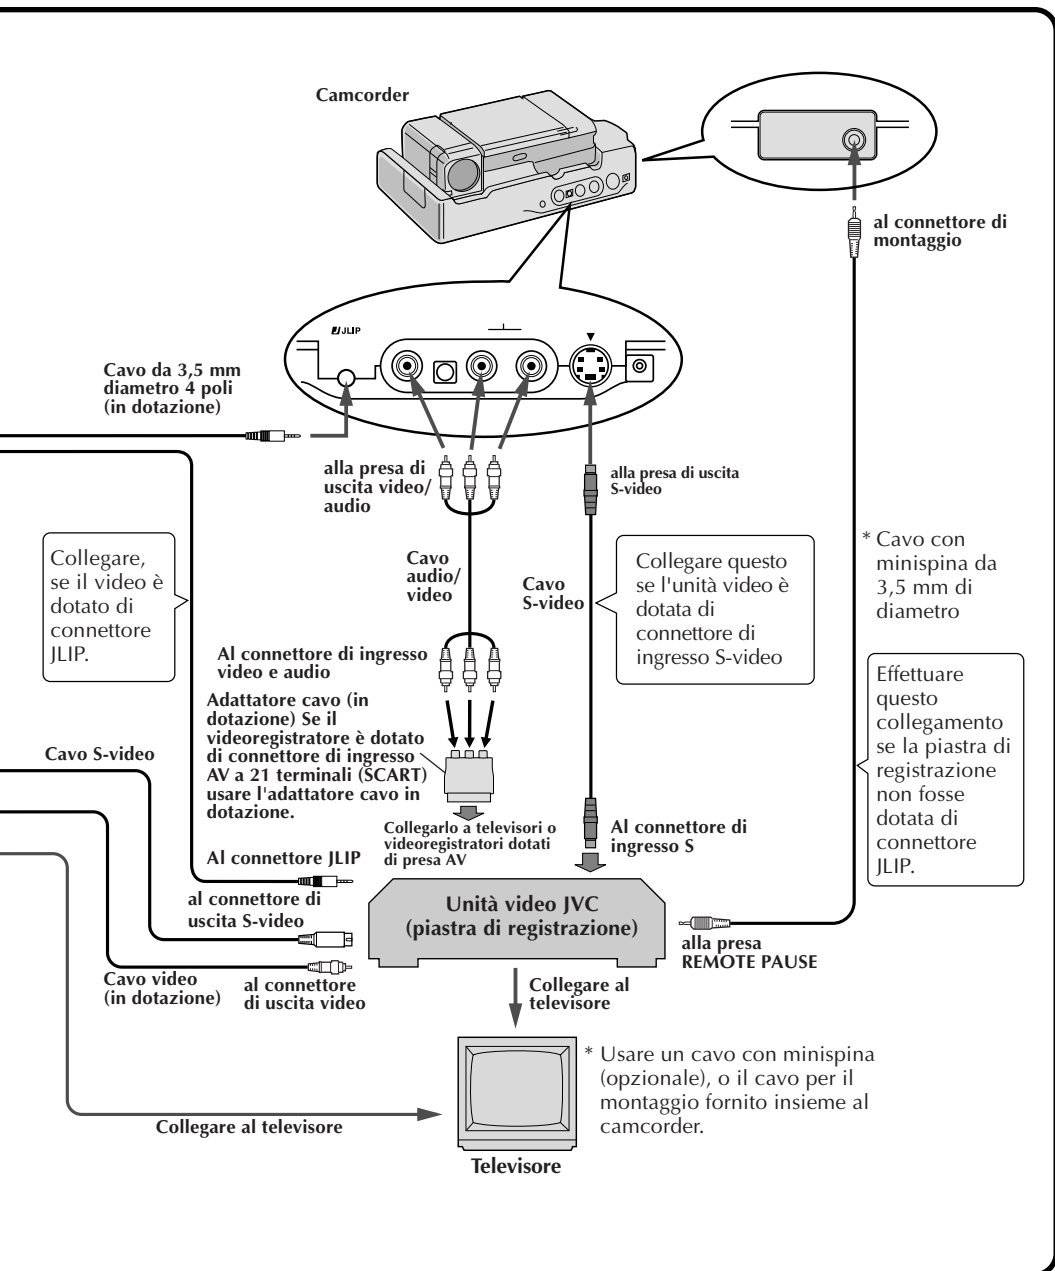 Camcorder
al connettore di
montaggio
JLIP
Cavo da 3,5 mm
diametro 4 poli
(in dotazione)
alla presa di
uscita video/
audio
alla presa di uscita
S-video
Collegare,
se il video è
dotato di
connettore
JLIP.
Cavo
audio/
video
Cavo
S-video
Collegare questo
se l'unità video è
dotata di
connettore di
ingresso S-video
* Cavo con
minispina da
3,5 mm di
diametro
Al connettore di ingresso
video e audio
Adattatore cavo (in
dotazione) Se il
videoregistratore è dotato
di connettore di ingresso
AV a 21 terminali (SCART)
usare l'adattatore cavo in
dotazione.
Effettuare
questo
collegamento
se la piastra di
registrazione
non fosse
dotata di
connettore
JLIP.
Cavo S-video
Collegarlo a televisori o
videoregistratori dotati
di presa AV
Al connettore di
ingresso S
Al connettore JLIP
al connettore di
uscita S-video
Unità video JVC
(piastra di registrazione)
alla presa
REMOTE PAUSE
Cavo video
(in dotazione)
al connettore
di uscita video
Collegare al
televisore
* Usare un cavo con minispina
(opzionale), o il cavo per il
montaggio fornito insieme al
camcorder.
Collegare al televisore
Televisore